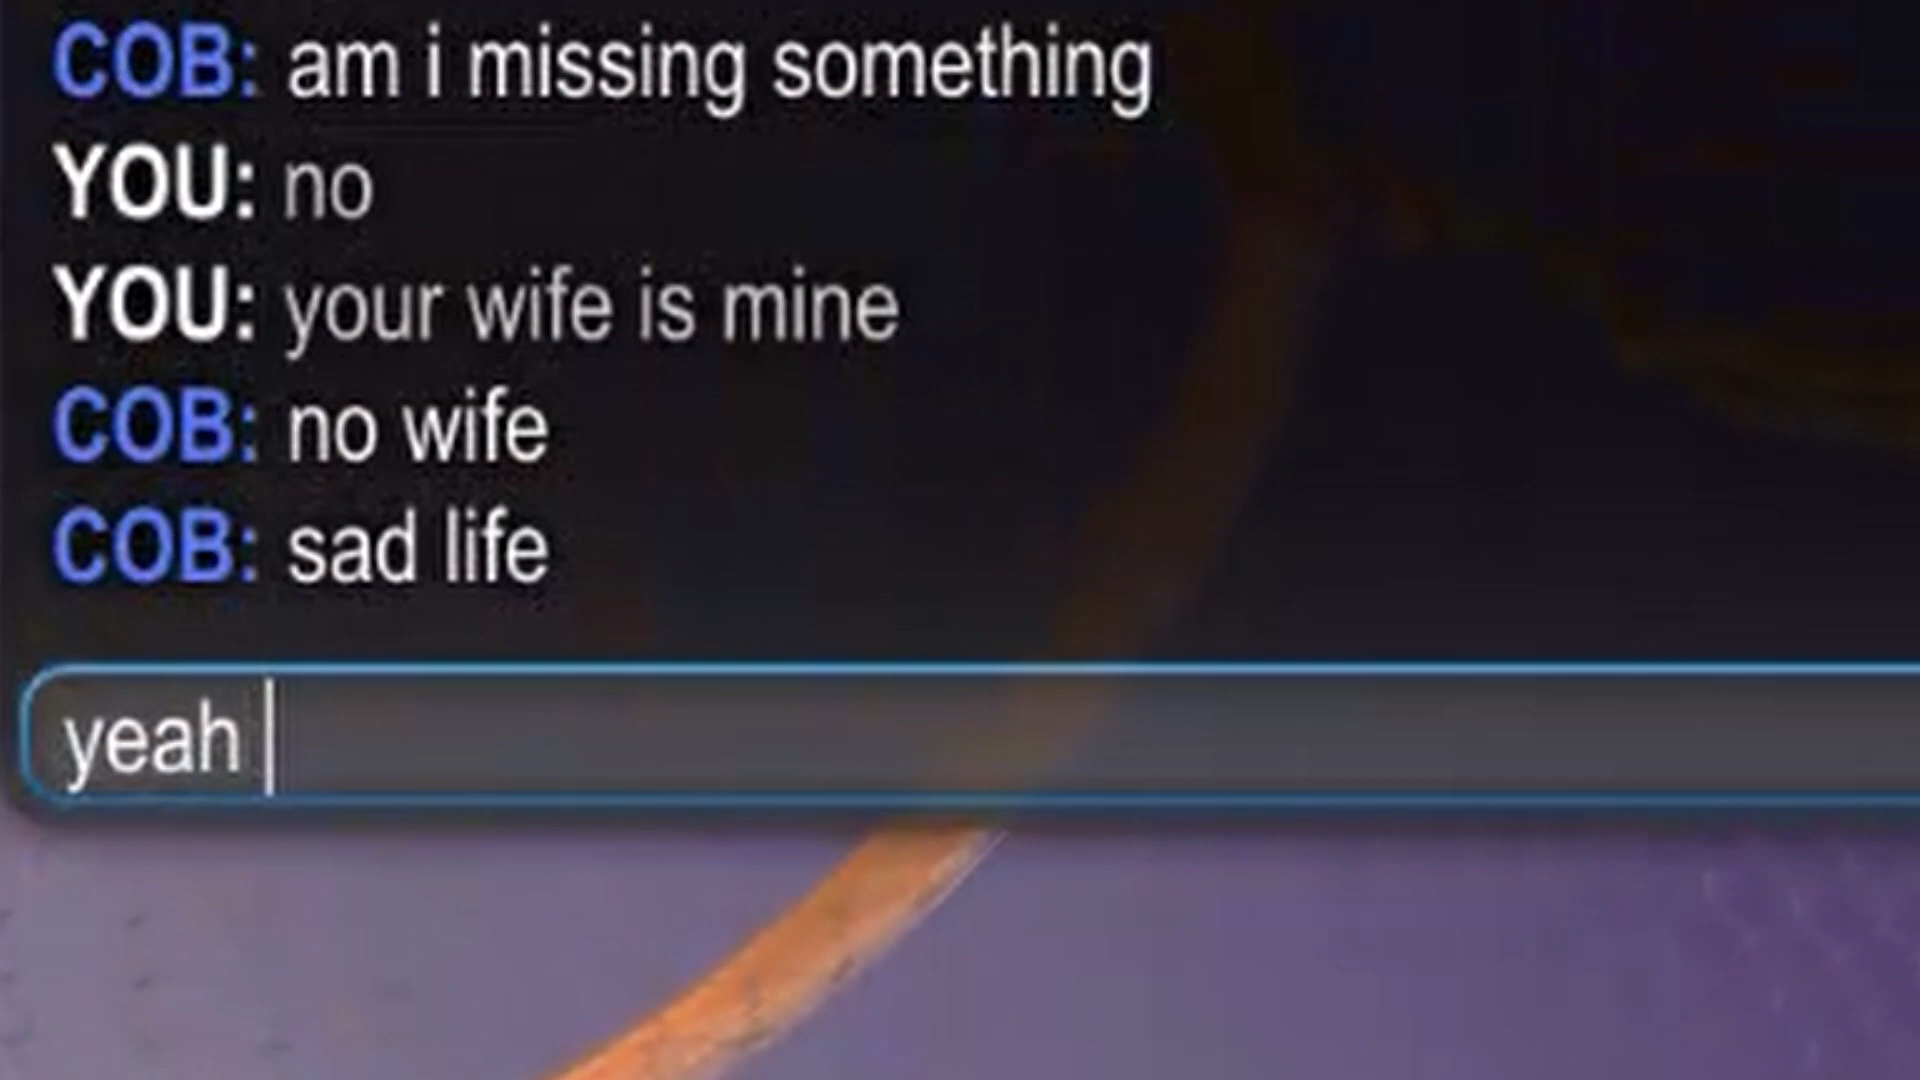 COB: am i missing something
YOU: no
YOU: your wife is mine
COB: no wife
COB: sad life
yeah